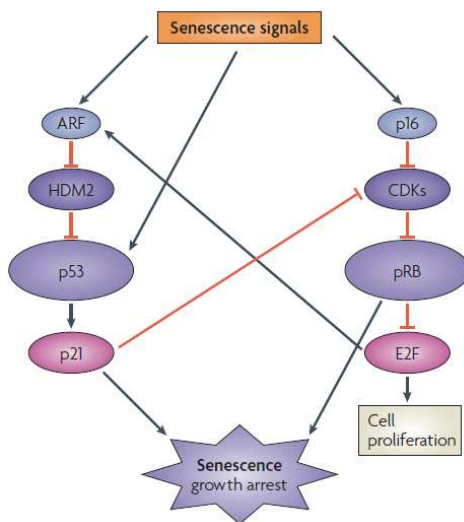 Senescence signals
ARF
p16
HDM2
CDKs
p53
pRB
p21
E2F
Cell
proliferation
Senescence
growth arrest